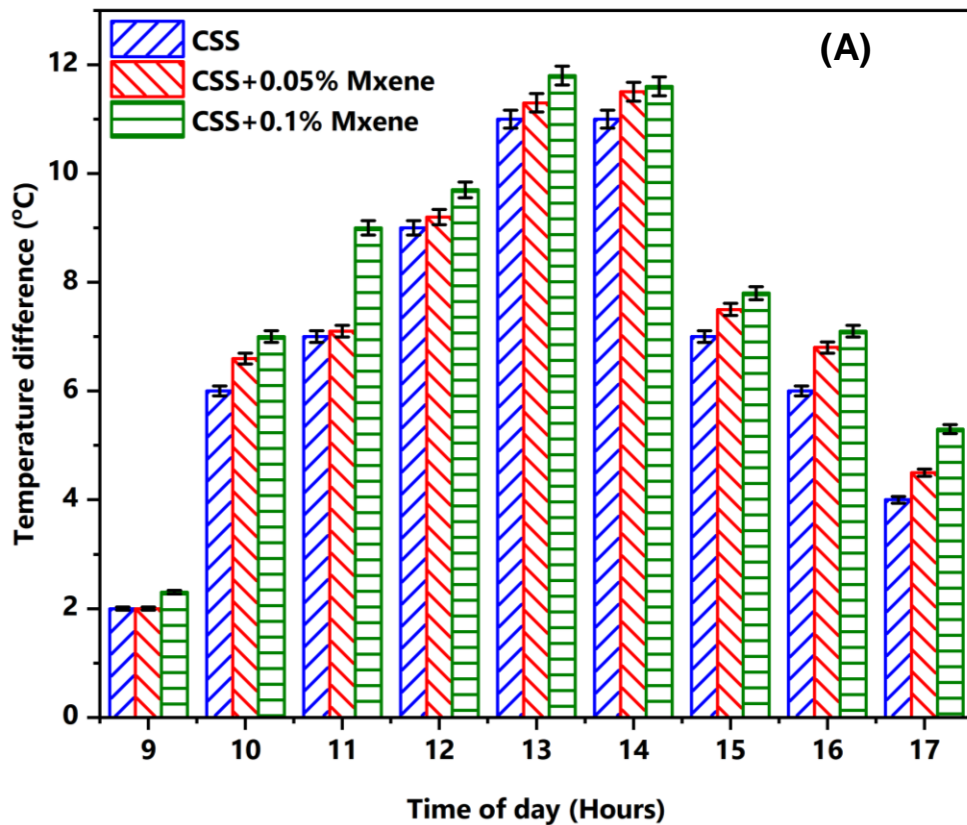 (A)
CSS
CSS+0.05% Mxene
CSS+0.1% Mxene
Temperature difference (°C)
12
10
8
6
4
2
0
9 10 11 12 13 14 15 16 17
Time of day (Hours)